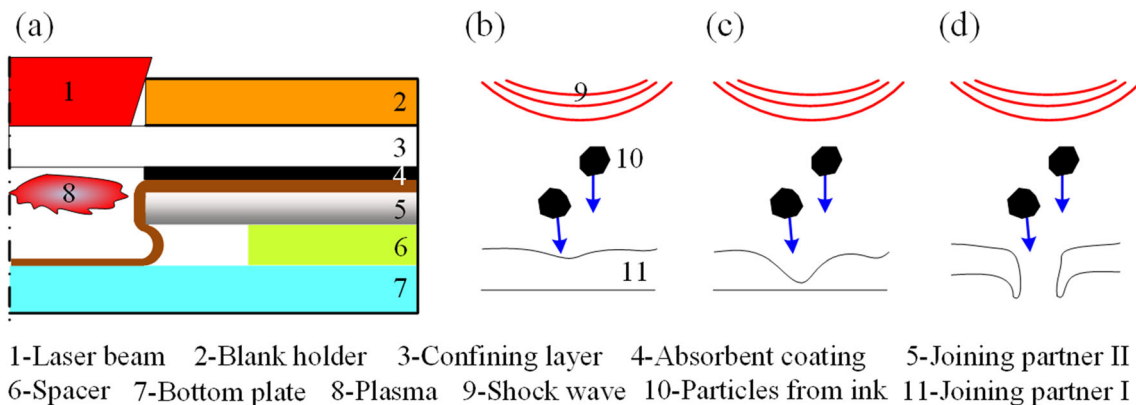 (a) (b) (c) (d)
1 2 9
3 10
4
8 5
6 11
7
1-Laser beam 2-Blank holder 3-Confining layer 4-Absorbent coating 5-Joining partner II
6-Spacer 7-Bottom plate 8-Plasma 9-Shock wave 10-Particles from ink 11-Joining partner I